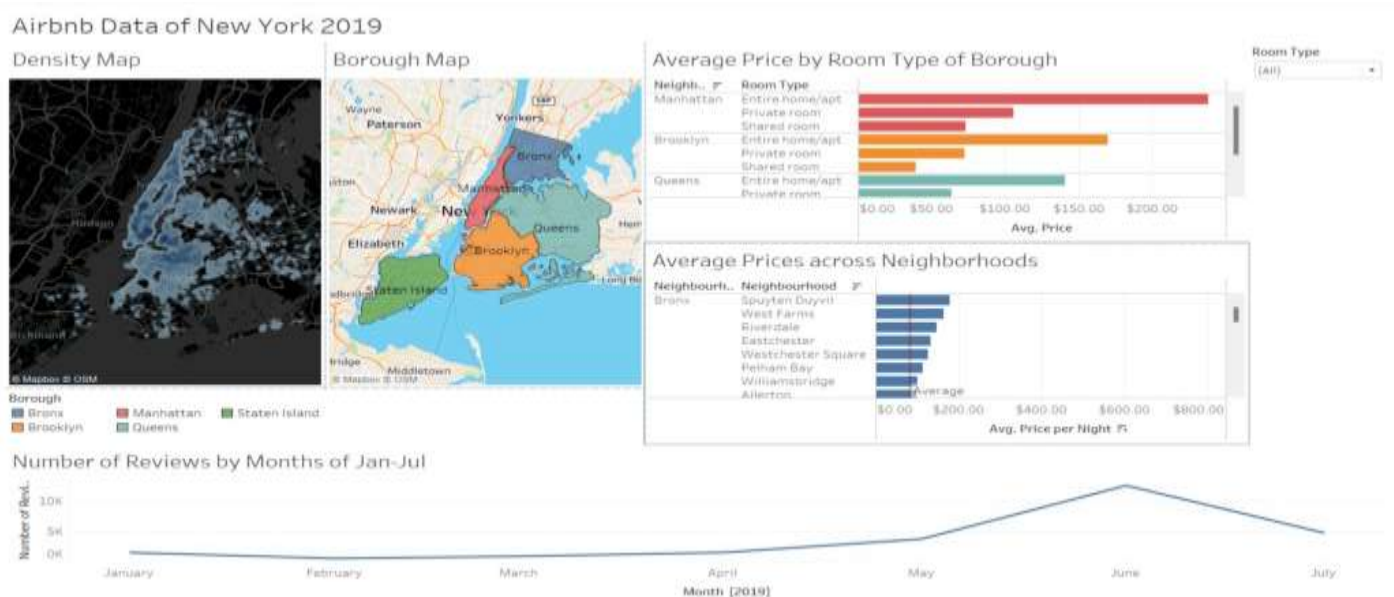 Airbnb Data of New York 2019
Density Map
Hudson
© Mapbox © OSM
Borough Map
Wayne
Paterson
Yonkers
Bronx
Manhattan
Newark
New
Queens
Elizabeth
Brooklyn
Staten Island
Long Be
Middletown
© Mapbox © OSM
Borough
Bronx
Manhattan
Staten Island
Brooklyn
Queens
Average Price by Room Type of Borough
Neighb.. Room Type
Manhattan Entire home/apt
Private room
Shared room
Brooklyn Entire home/apt
Private room
Shared room
Queens Entire home/apt
Private room
$0.00 $50.00 $100.00 $150.00 $200.00
Avg. Price
Room Type
(All)
Average Prices across Neighborhoods
Neighbourh.. Neighbourhood
Bronx Spuyten Duyvil
West Farms
Riverdale
Eastchester
Westchester Square
Pelham Bay
Williamsbridge
Allerton
Average
$0.00 $200.00 $400.00 $600.00 $800.00
Avg. Price per Night
Number of Reviews by Months of Jan-Jul
Number of Revi..
10K
5K
0K
January February March April May June July
Month [2019]